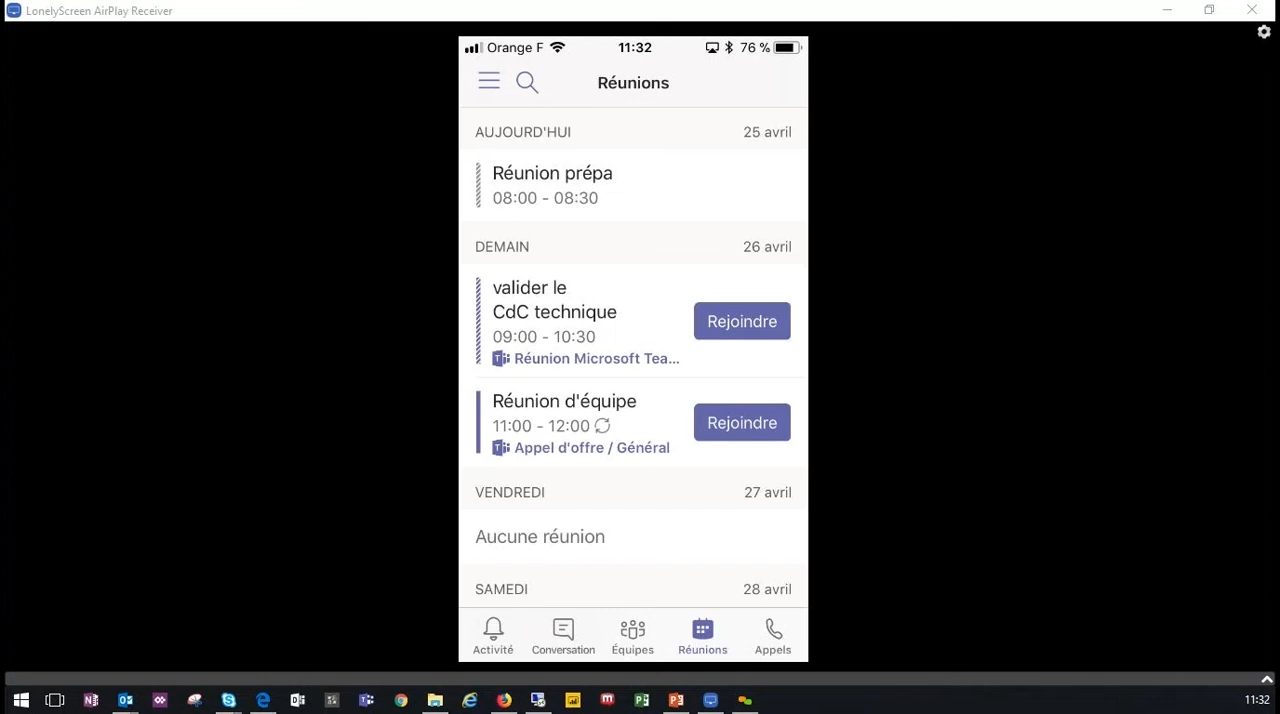 LonelyScreen AirPlay Receiver
Orange F 11:32 76 %
Réunions
AUJOURD'HUI 25 avril
Réunion prépa
08:00 - 08:30
DEMAIN 26 avril
valider le
CdC technique
09:00 - 10:30
Rejoindre
Réunion Microsoft Tea...
Réunion d'équipe
11:00 - 12:00
Rejoindre
Appel d'offre / Général
VENDREDI 27 avril
Aucune réunion
SAMEDI 28 avril
Activité Conversation Équipes Réunions Appels
11:32